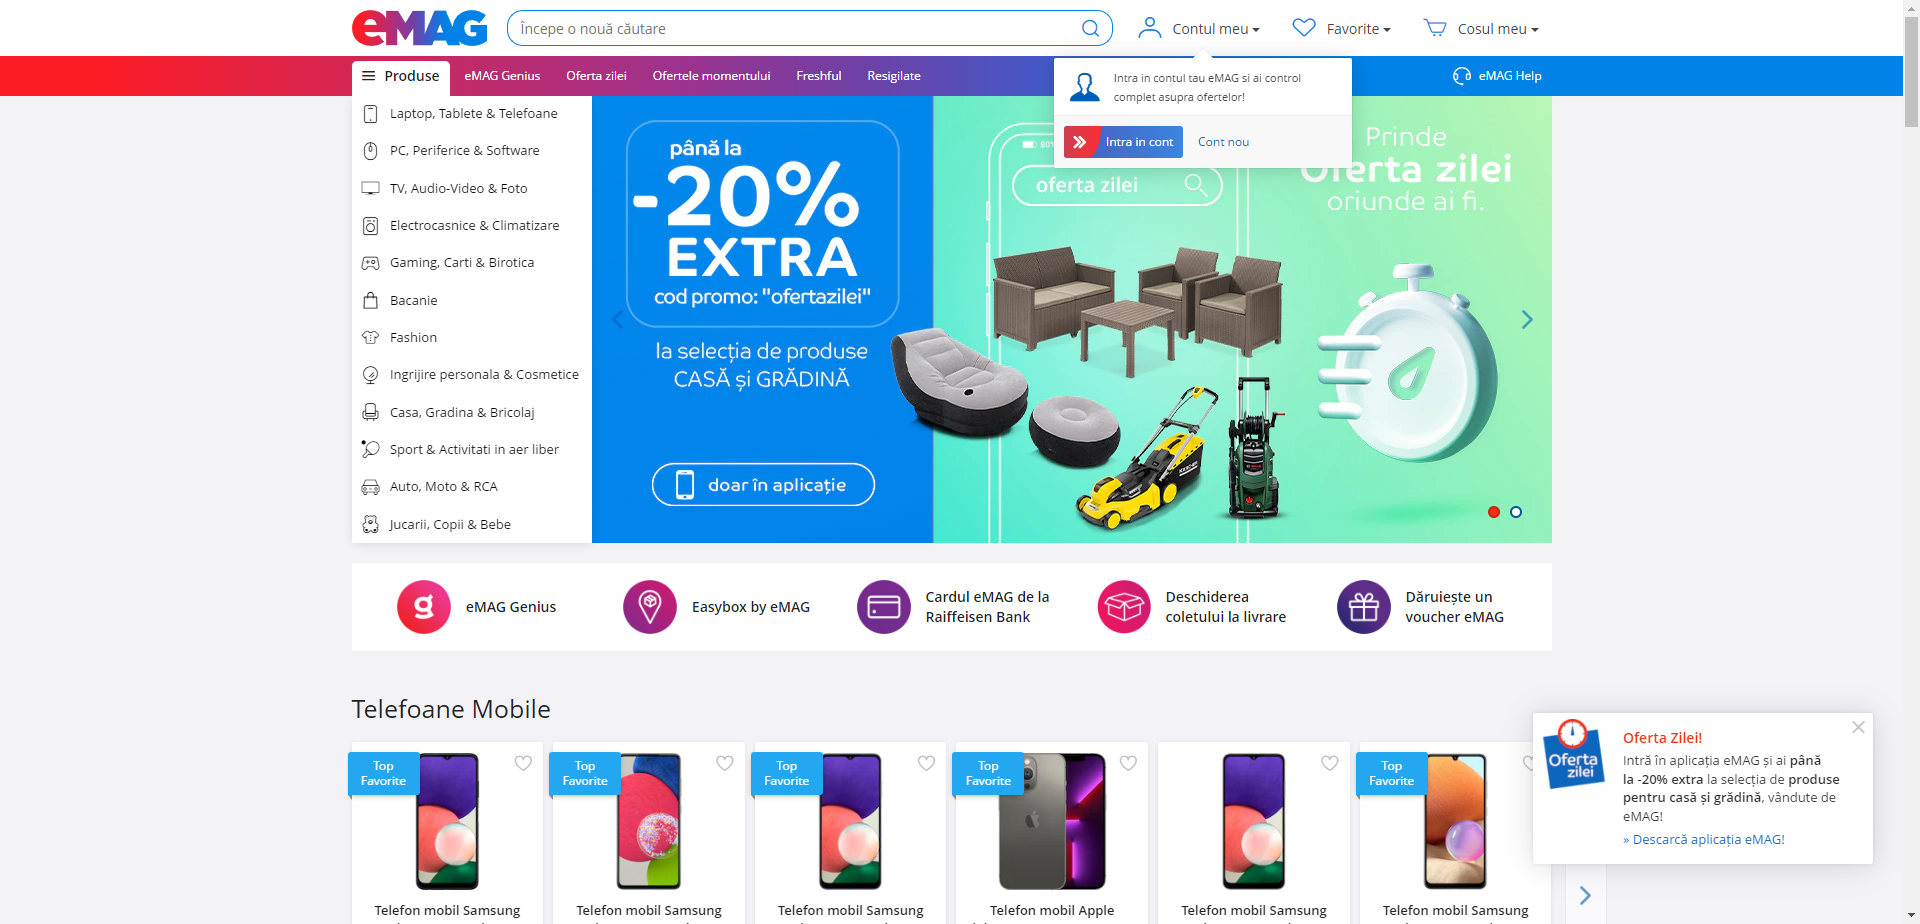 eMAG
Începe o nouă căutare
Contul meu
Favorite
Cosul meu
Produse
eMAG Genius
Oferta zilei
Ofertele momentului
Freshful
Resigilate
eMAG Help
Intra in contul tau eMAG si ai control
complet asupra ofertelor!
Intra in cont
Cont nou
Laptop, Tablete & Telefoane
PC, Periferice & Software
TV, Audio-Video & Foto
Electrocasnice & Climatizare
Gaming, Carti & Birotica
Bacanie
Fashion
Ingrijire personala & Cosmetice
Casa, Gradina & Bricolaj
Sport & Activitati in aer liber
Auto, Moto & RCA
Jucarii, Copii & Bebe
până la
-20%
EXTRA
cod promo: "ofertazilei"
la selecția de produse
CASĂ și GRĂDINĂ
doar în aplicație
oferta zilei
Prinde
Oferta zilei
oriunde ai fi.
eMAG Genius
Easybox by eMAG
Cardul eMAG de la
Raiffeisen Bank
Deschiderea
coletului la livrare
Dăruiește un
voucher eMAG
Telefoane Mobile
Top
Favorite
Top
Favorite
Top
Favorite
Top
Favorite
Top
Favorite
Telefon mobil Samsung
Telefon mobil Samsung
Telefon mobil Samsung
Telefon mobil Apple
Telefon mobil Samsung
Telefon mobil Samsung
Oferta
zilei
Oferta Zilei!
Intră în aplicația eMAG și ai până
la -20% extra la selecția de produse
pentru casă și grădină, vândute de
eMAG!
» Descarcă aplicația eMAG!